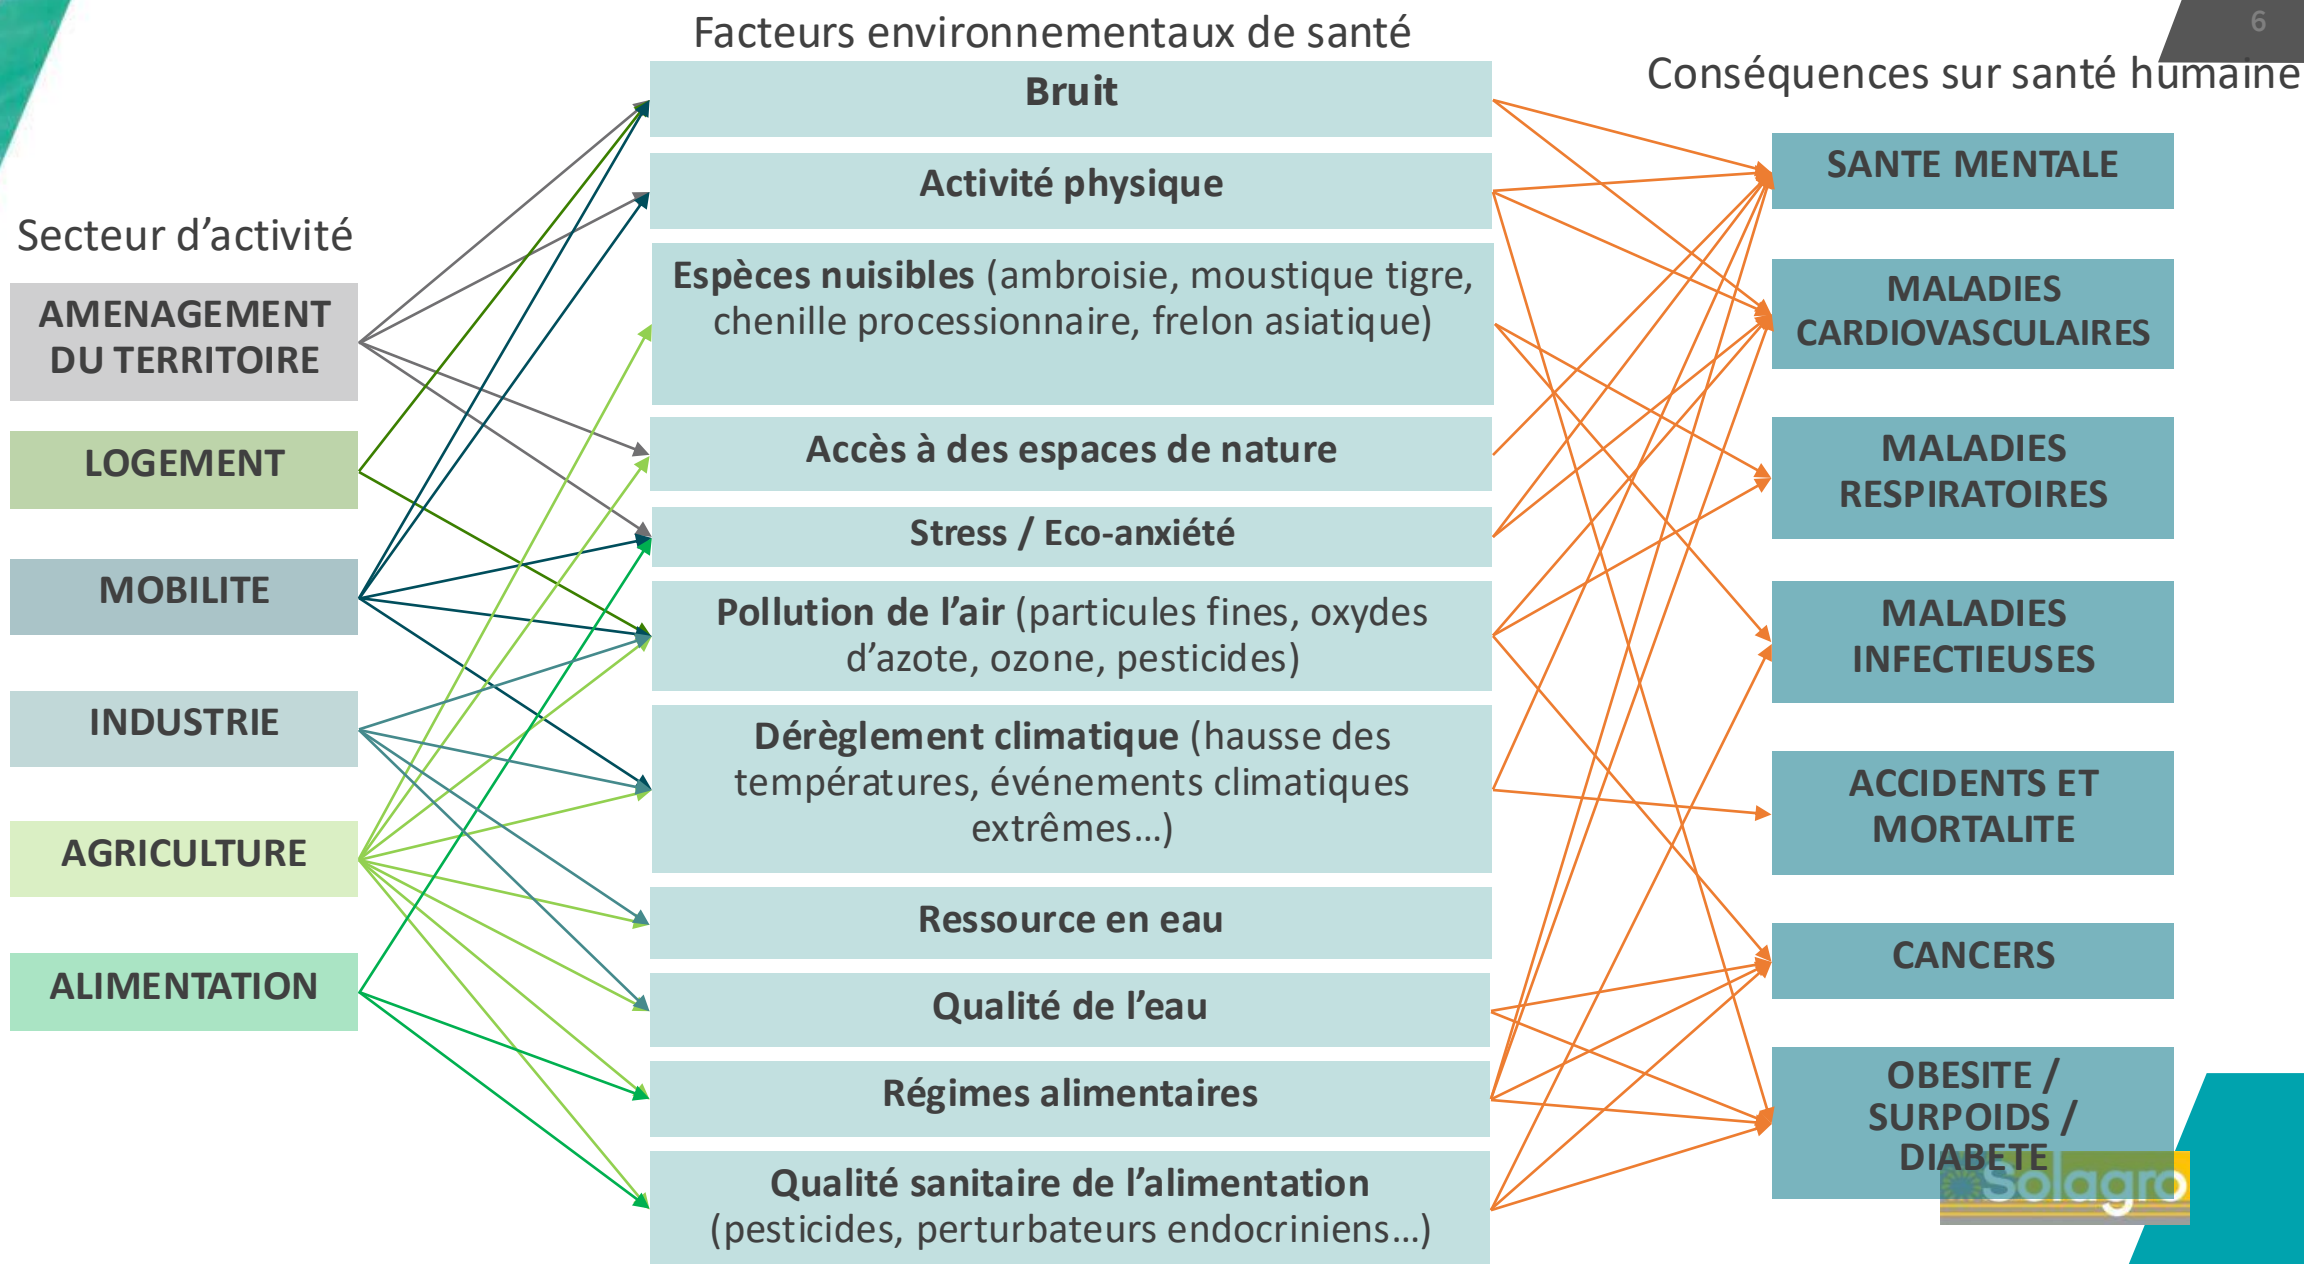 6
Facteurs environnementaux de santé
Conséquences sur santé humaine
Secteur d’activité
AMENAGEMENT
DU TERRITOIRE
LOGEMENT
MOBILITE
INDUSTRIE
AGRICULTURE
ALIMENTATION
Bruit
Activité physique
Espèces nuisibles (ambroisie, moustique tigre,
chenille processionnaire, frelon asiatique)
Accès à des espaces de nature
Stress / Eco-anxiété
Pollution de l’air (particules fines, oxydes
d’azote, ozone, pesticides)
Dérèglement climatique (hausse des
températures, événements climatiques
extrêmes…)
Ressource en eau
Qualité de l’eau
Régimes alimentaires
Qualité sanitaire de l’alimentation
(pesticides, perturbateurs endocriniens…)
SANTE MENTALE
MALADIES
CARDIOVASCULAIRES
MALADIES
RESPIRATOIRES
MALADIES
INFECTIEUSES
ACCIDENTS ET
MORTALITE
CANCERS
OBESITE /
SURPOIDS /
DIABETE
Solagro